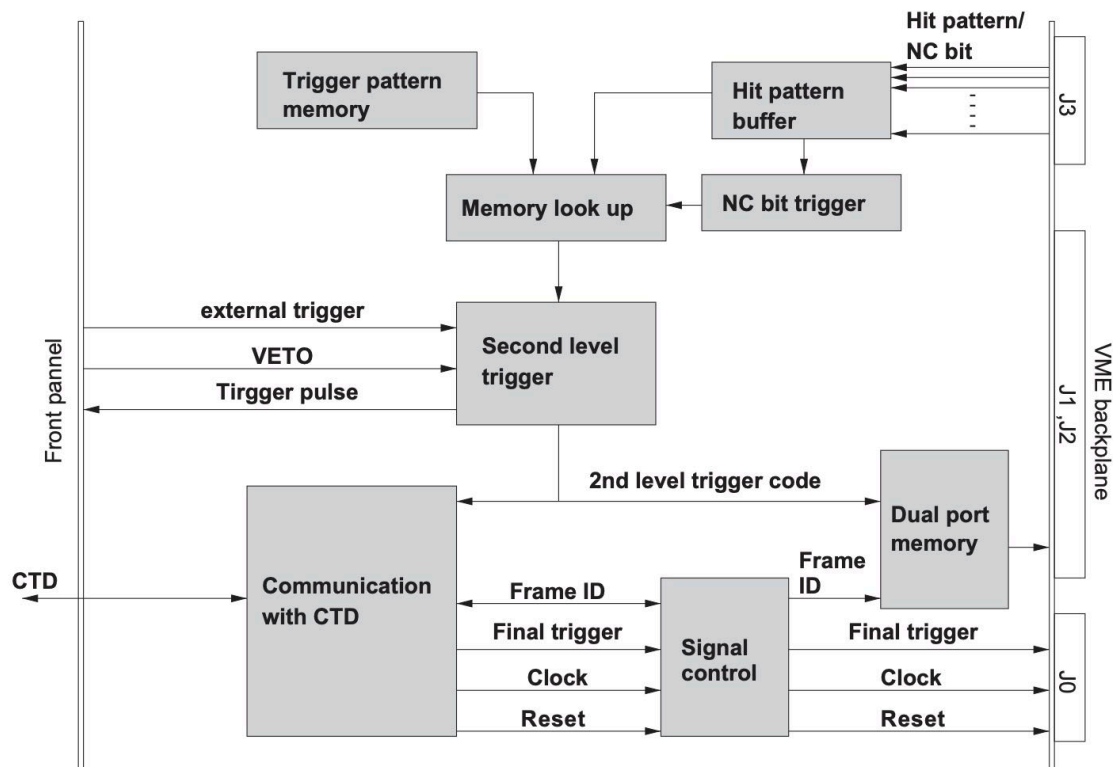 Hit pattern/
NC bit
Trigger pattern
memory
Hit pattern
buffer
J3
Memory look up
NC bit trigger
external trigger
VETO
Tirgger pulse
Second level
trigger
Front pannel
J1 ,J2
VME backplane
2nd level trigger code
Dual port
memory
CTD
Communication
with CTD
Frame ID
Final trigger
Clock
Reset
Signal
control
Frame
ID
Final trigger
Clock
Reset
J0